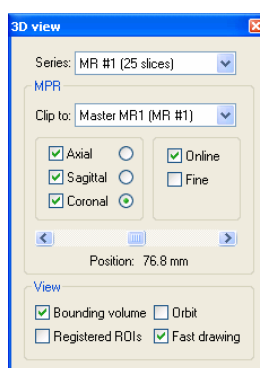 3D view
Series: MR #1 (25 slices)
MPR
Clip to: Master MR1 (MR #1)
Axial
Online
Sagittal
Fine
Coronal
Position: 76.8 mm
View
Bounding volume Orbit
Registered ROIs Fast drawing